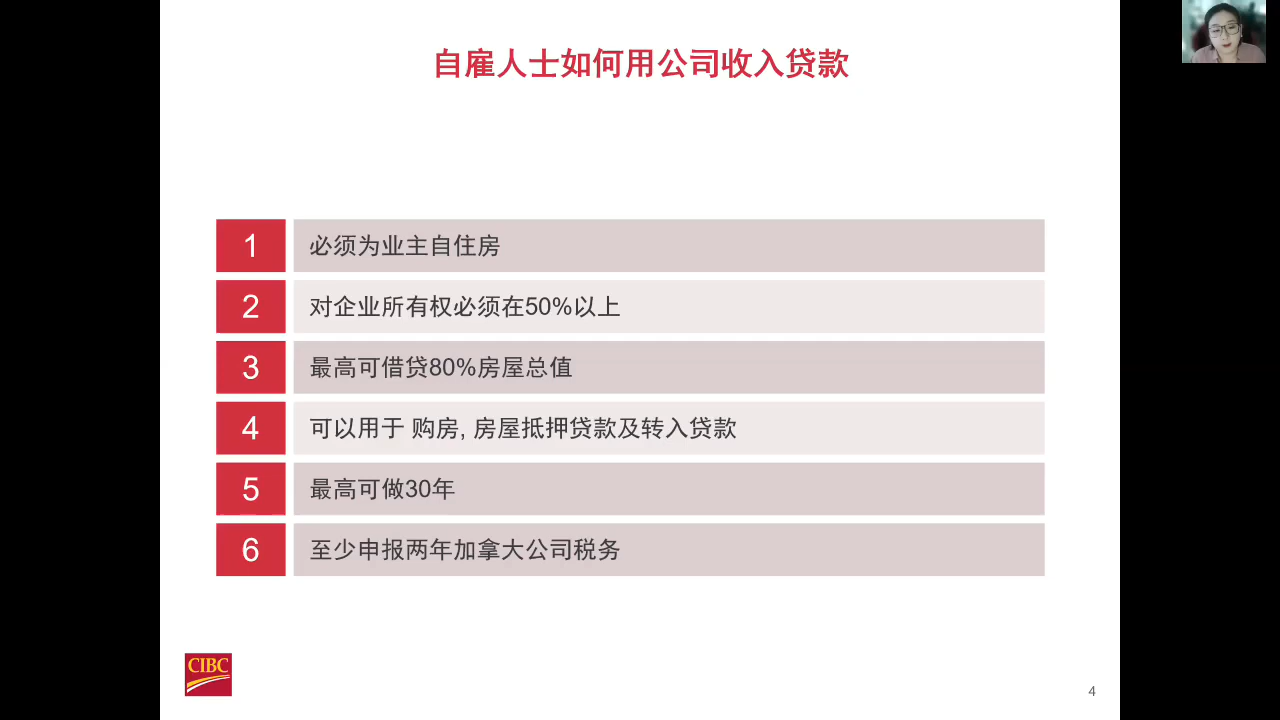 自雇人士如何用公司收入贷款
1 必须为业主自住房
2 对企业所有权必须在50%以上
3 最高可借贷80%房屋总值
4 可以用于 购房, 房屋抵押贷款及转入贷款
5 最高可做30年
6 至少申报两年加拿大公司税务
CIBC
4